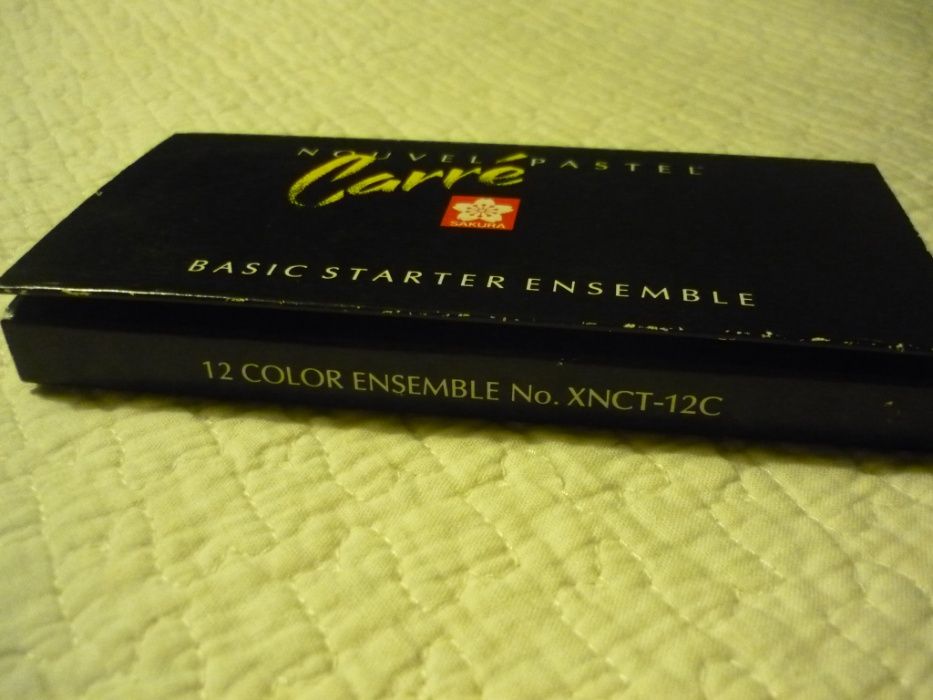 NOUVEL PASTEL
Carré
SAKURA
BASIC STARTER ENSEMBLE
12 COLOR ENSEMBLE No. XNCT-12C